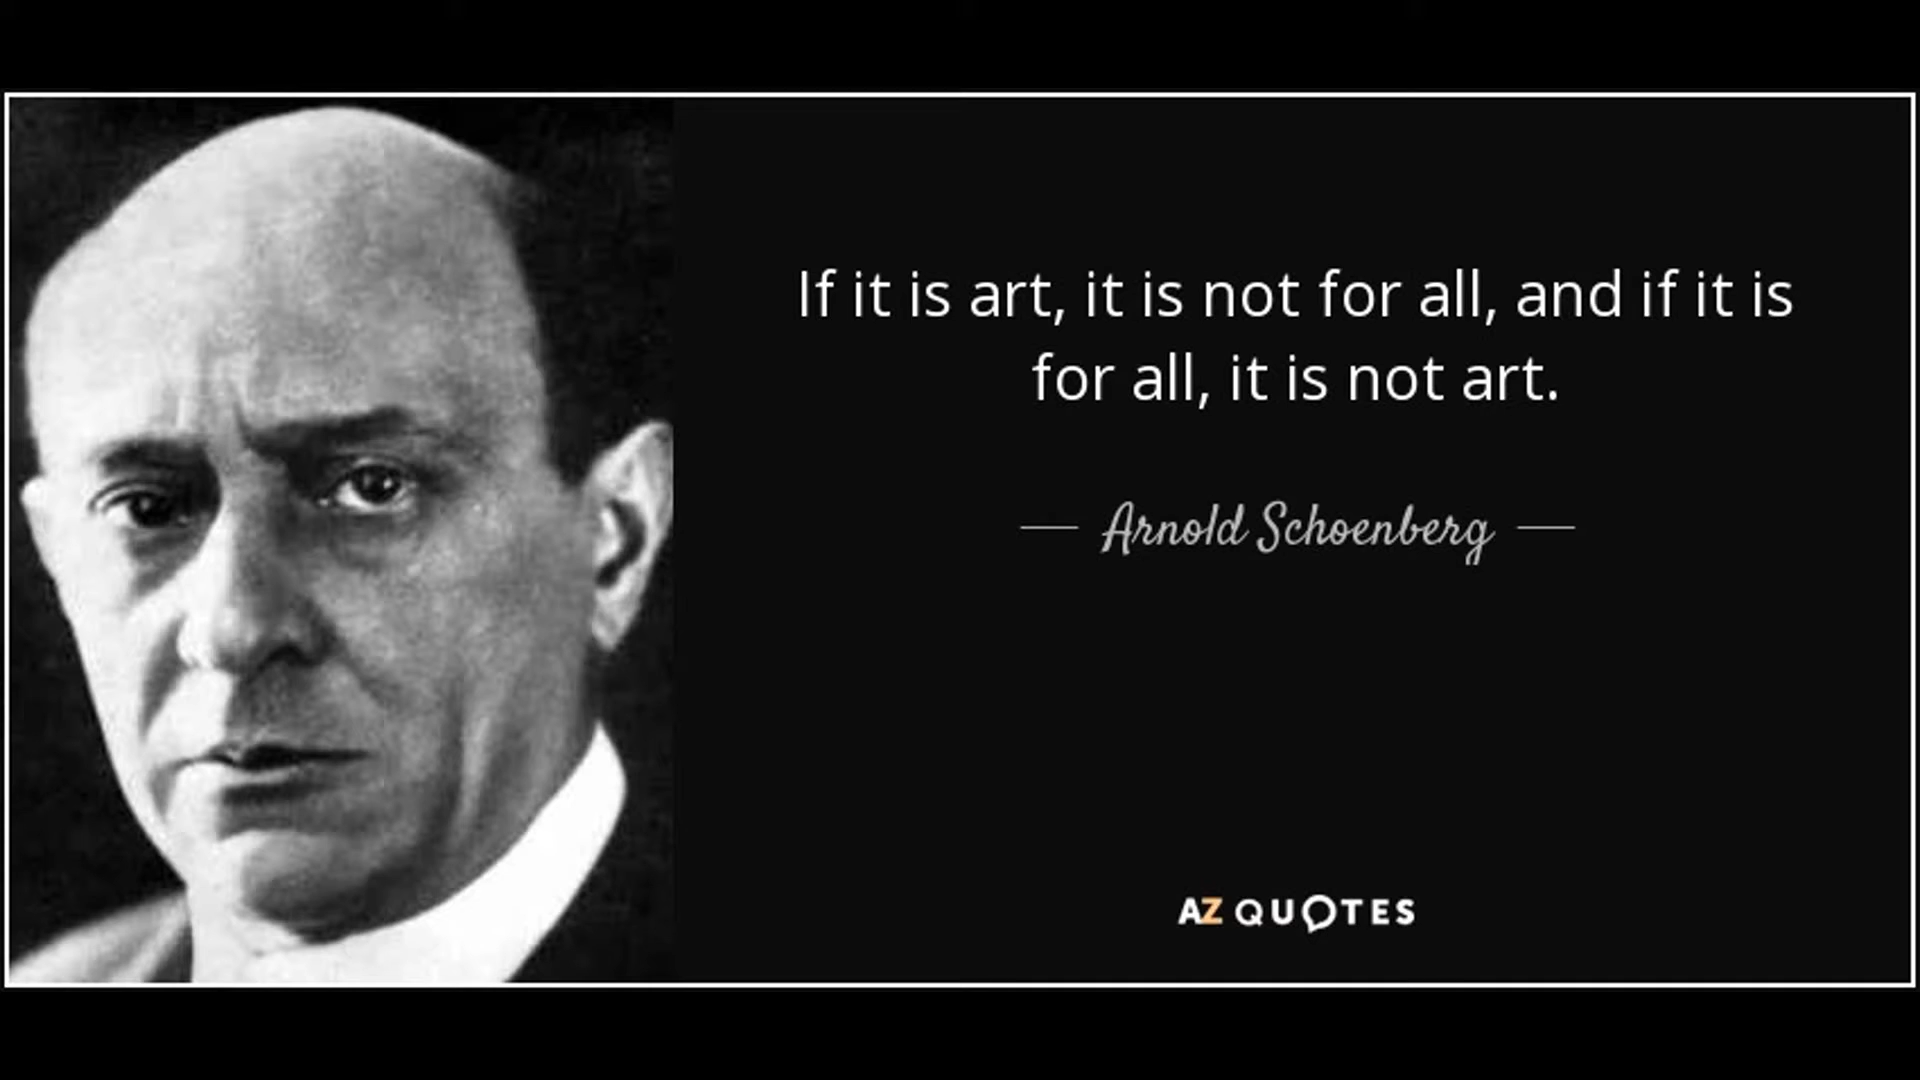 If it is art, it is not for all, and if it is
for all, it is not art.
— Arnold Schoenberg —
AZ QUOTES